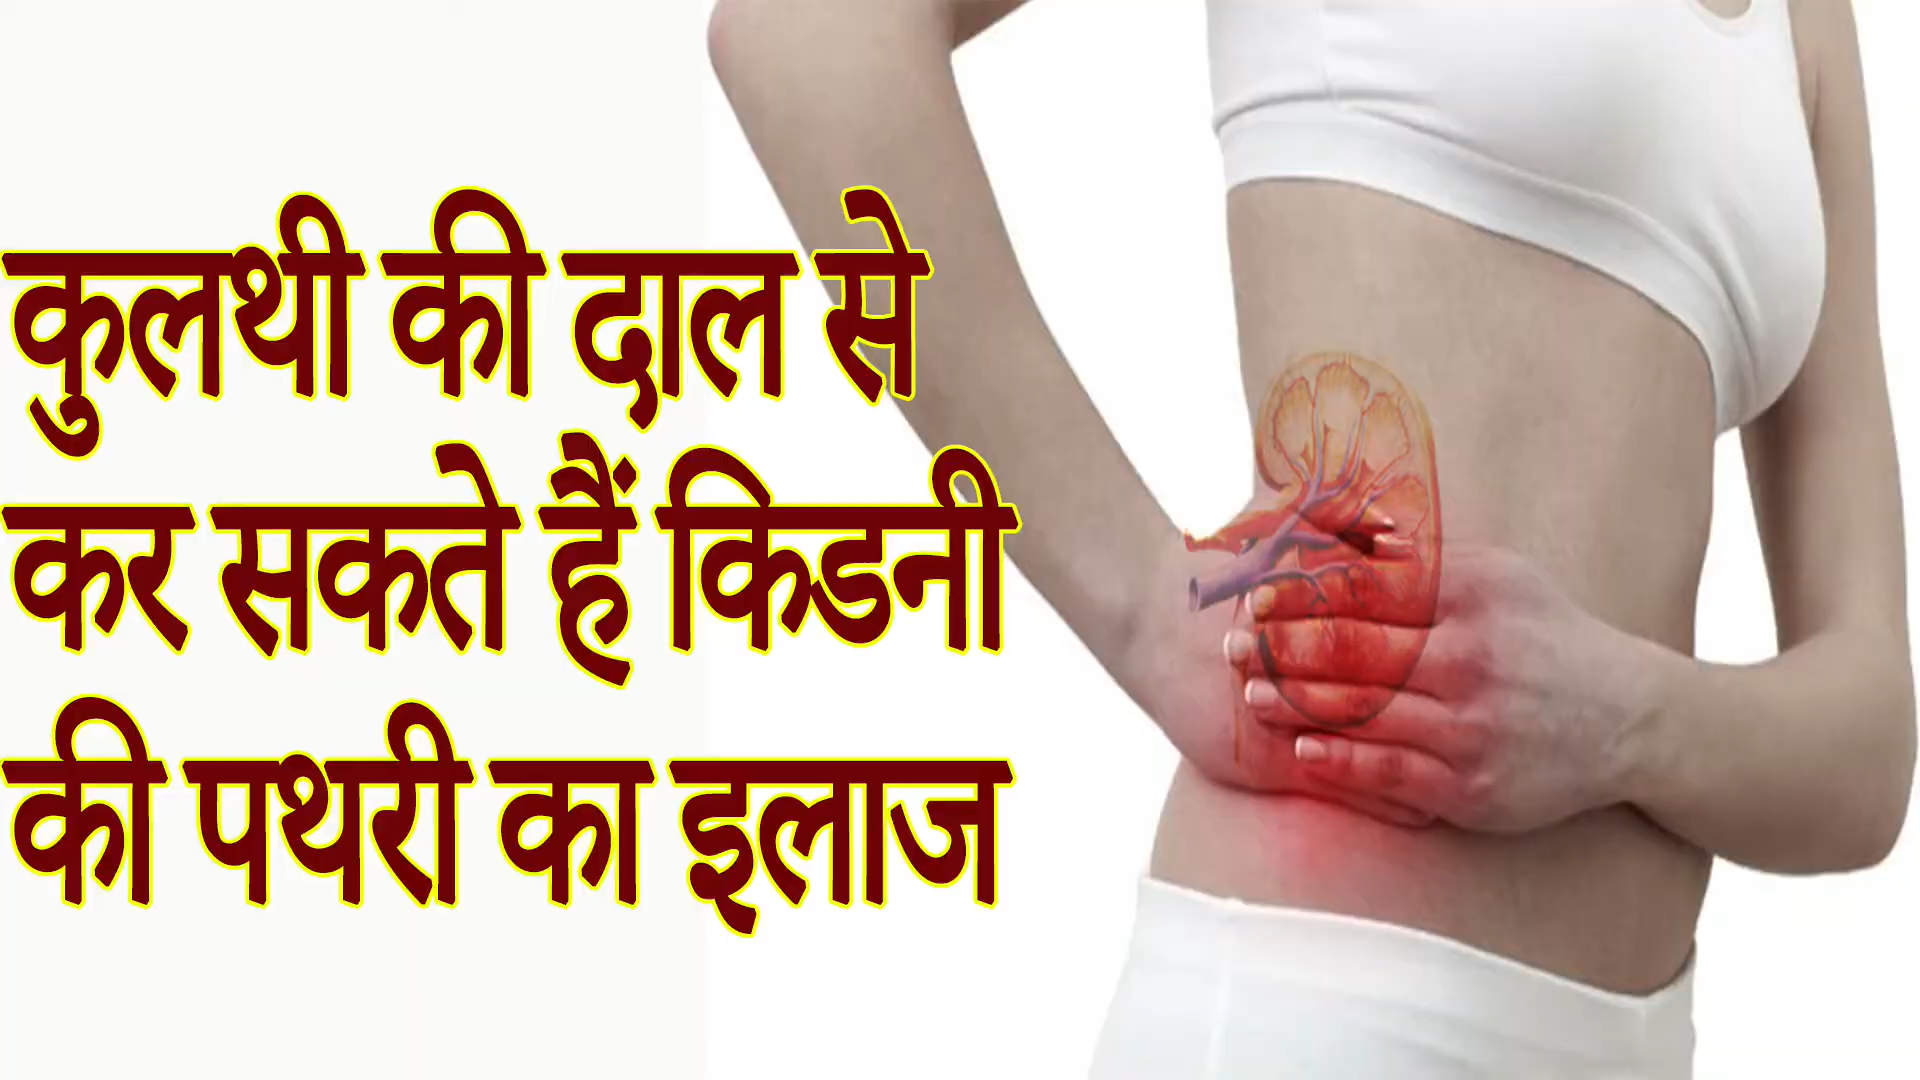 कुलथी की दाल से
कर सकते हैं किडनी
की पथरी का इलाज